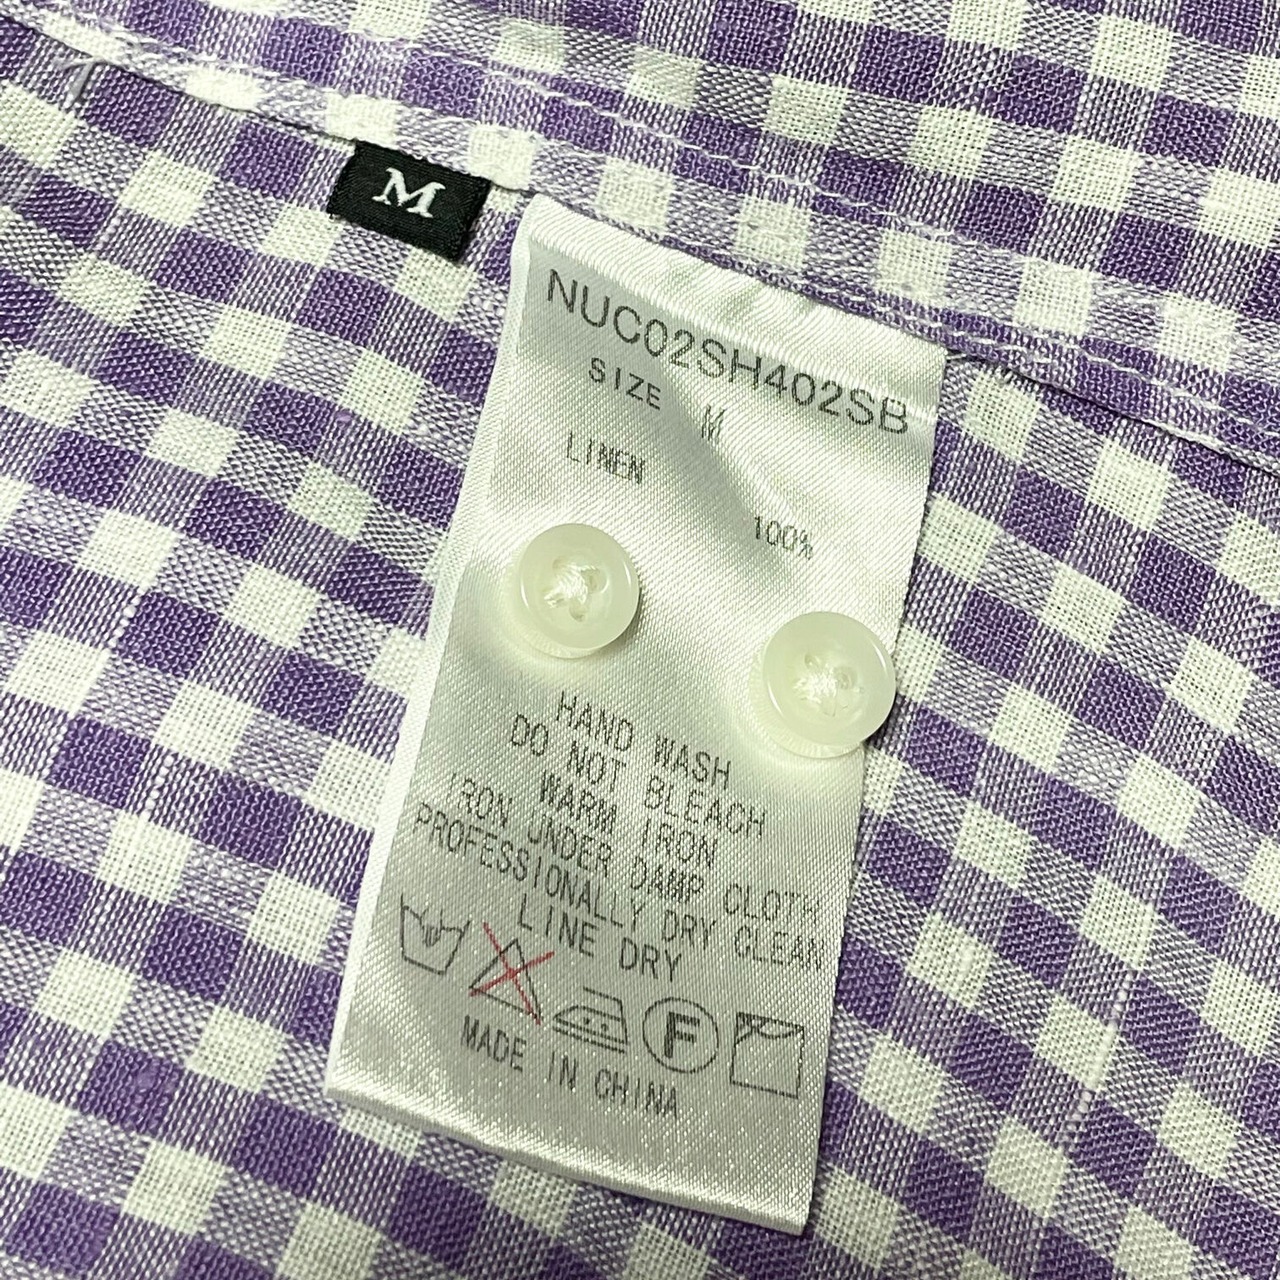 M
NUC02SH402SB
SIZE M
LINEN 100%
HAND WASH
DO NOT BLEACH
WARM IRON
IRON UNDER DAMP CLOTH
PROFESSIONALLY DRY CLEAN
LINE DRY
F
MADE IN CHINA